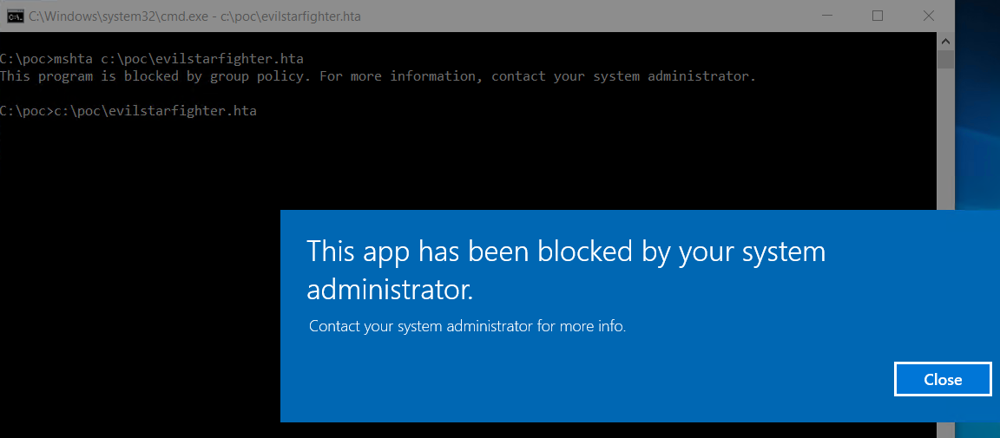 C:\Windows\system32\cmd.exe - c:\poc\evilstarfighter.hta
C:\poc>mshta c:\poc\evilstarfighter.hta
This program is blocked by group policy. For more information, contact your system administrator.
C:\poc>c:\poc\evilstarfighter.hta
This app has been blocked by your system
administrator.
Contact your system administrator for more info.
Close